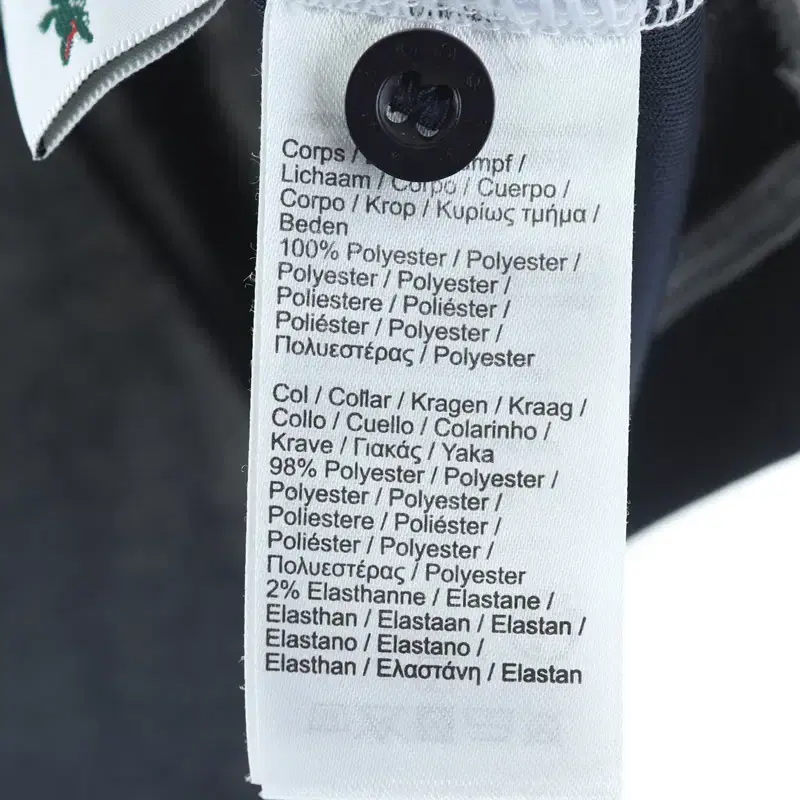 Corps /
Lichaam / Corpo / Cuerpo /
Corpo / Krop / Κυρίως τμήμα /
Beden
100% Polyester / Polyester /
Polyester / Polyester /
Poliestere / Poliéster /
Poliéster / Polyester /
Πολυεστέρας / Polyester
Col / Collar / Kragen / Kraag /
Collo / Cuello / Colarinho /
Krave / Γιακάς / Yaka
98% Polyester / Polyester /
Polyester / Polyester /
Poliestere / Poliéster /
Poliéster / Polyester /
Πολυεστέρας / Polyester
2% Elasthanne / Elastane /
Elasthan / Elastaan / Elastan /
Elastano / Elastano /
Elasthan / Ελαστάνη / Elastan